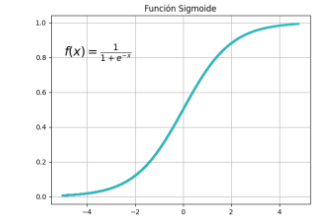 Función Sigmoide
1.0
f(x) = 1 / (1 + e^{-x})
0.8
0.6
0.4
0.2
0.0
−4 −2 0 2 4